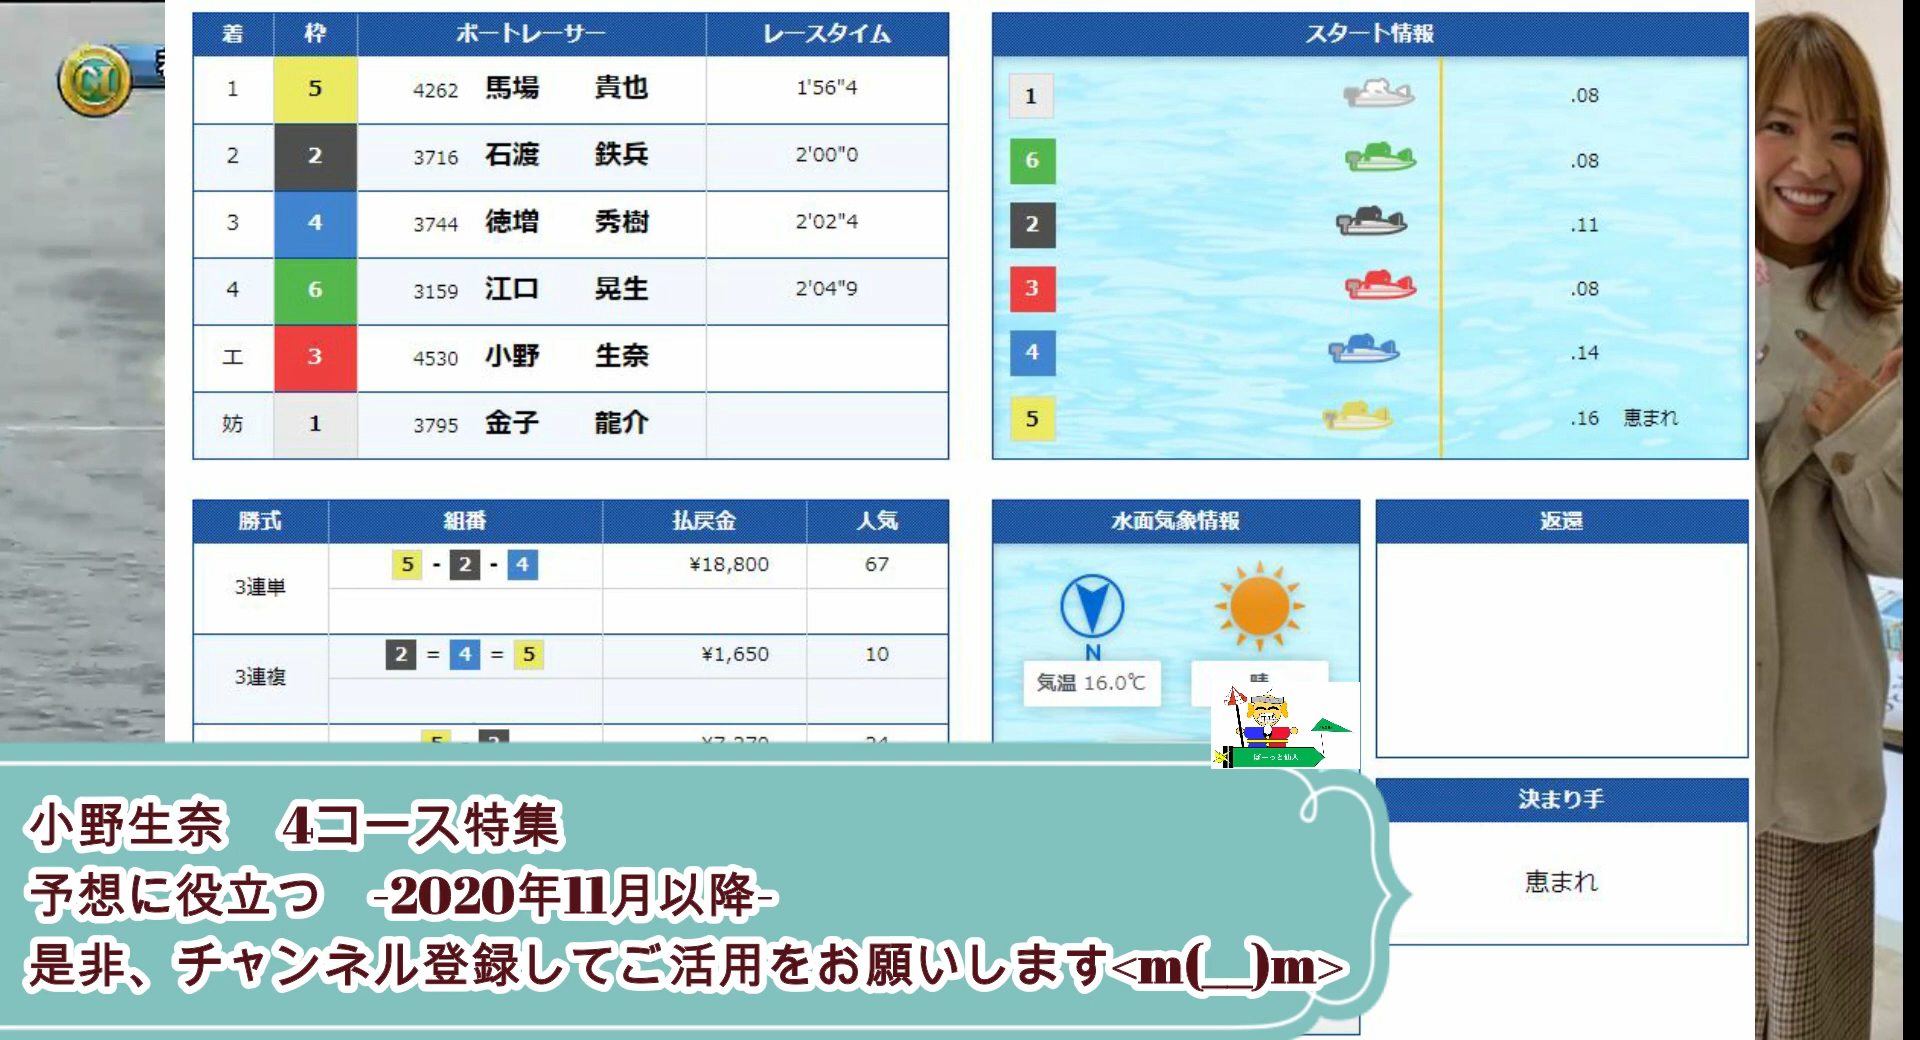 着 枠 ボートレーサー レースタイム
1 5 4262 馬場 貴也 1'56"4
2 2 3716 石渡 鉄兵 2'00"0
3 4 3744 徳増 秀樹 2'02"4
4 6 3159 江口 晃生 2'04"9
エ 3 4530 小野 生奈
妨 1 3795 金子 龍介
スタート情報
1 .08
6 .08
2 .11
3 .08
4 .14
5 .16 恵まれ
勝式 組番 払戻金 人気
3連単 5 - 2 - 4 ¥18,800 67
3連複 2 = 4 = 5 ¥1,650 10
水面気象情報
N
気温 16.0℃
晴
返還
ぼーっと仙人
決まり手
恵まれ
小野生奈 4コース特集
予想に役立つ -2020年11月以降-
是非、チャンネル登録してご活用をお願いします<m(__)m>